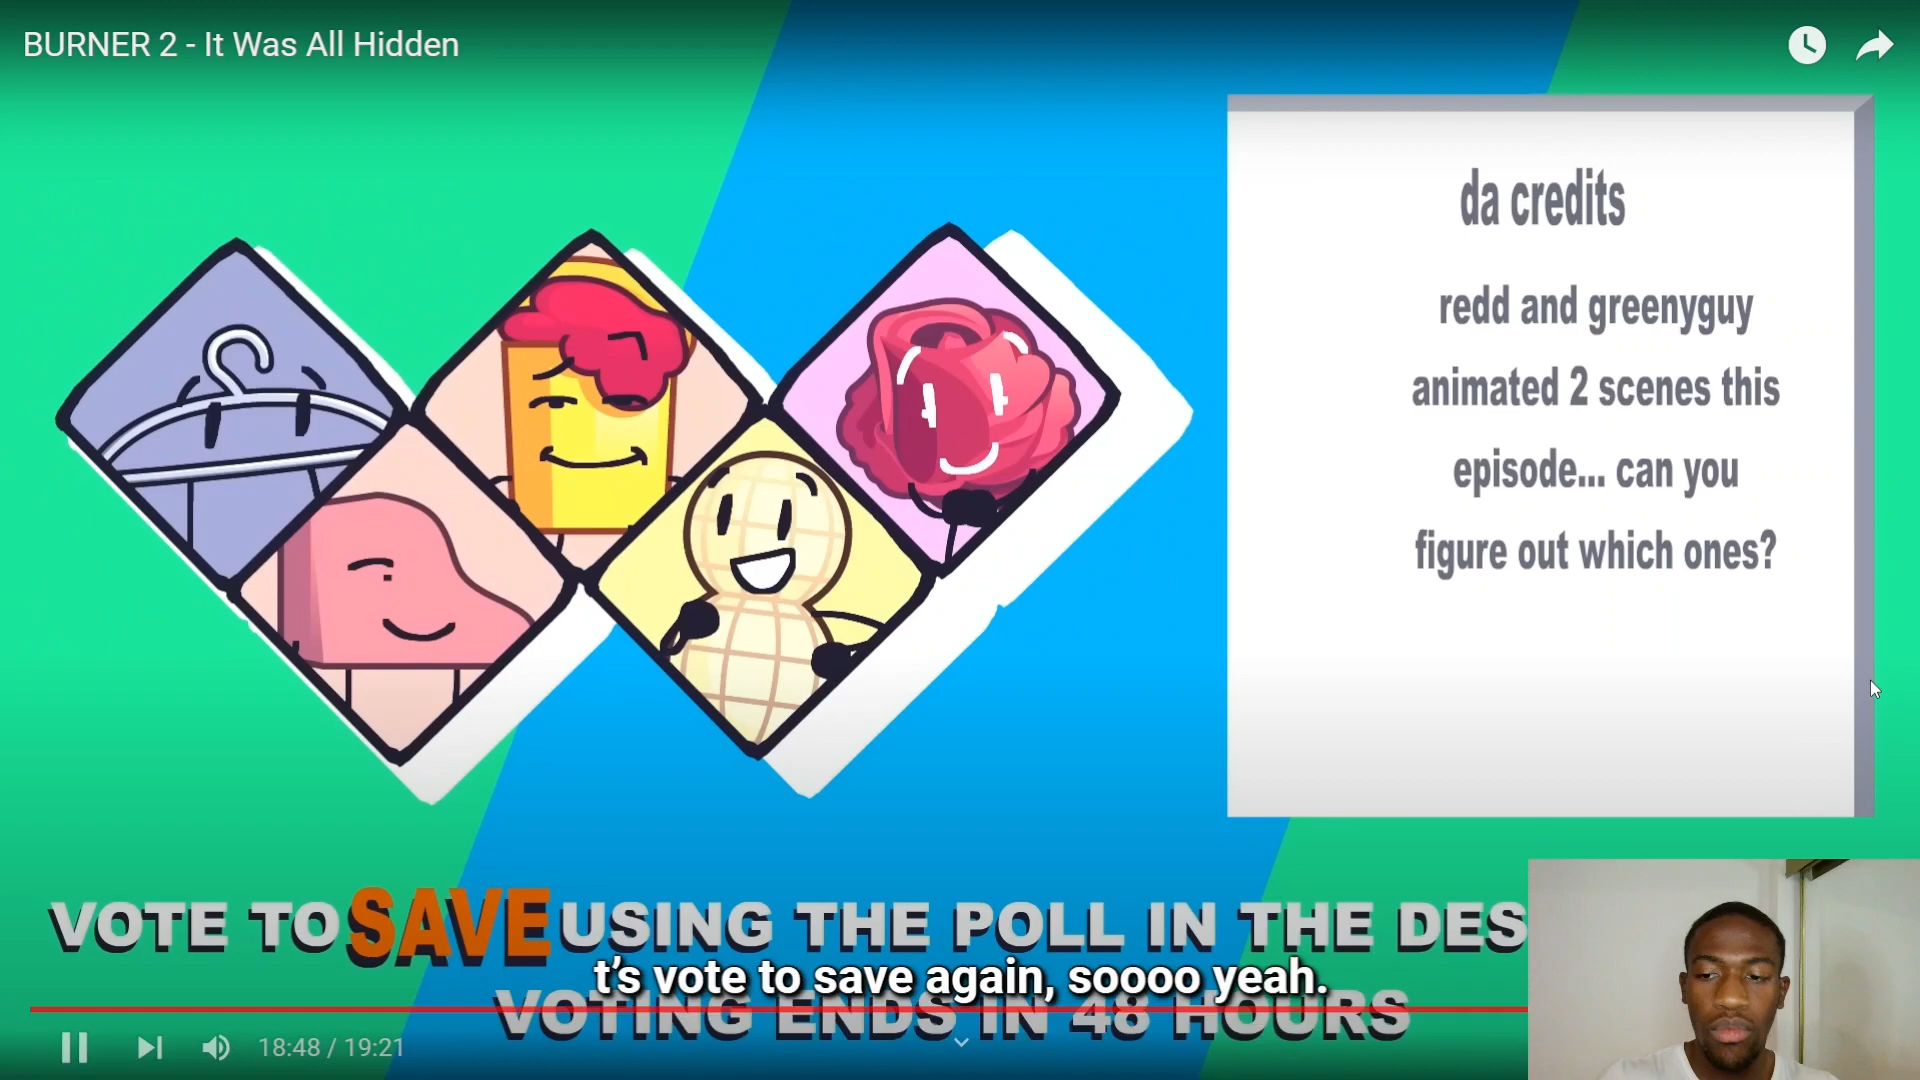 BURNER 2 - It Was All Hidden
da credits
redd and greenyguy
animated 2 scenes this
episode... can you
figure out which ones?
VOTE TO SAVE USING THE POLL IN THE DES
t's vote to save again, soooo yeah.
VOTING ENDS IN 48 HOURS
18:48 / 19:21